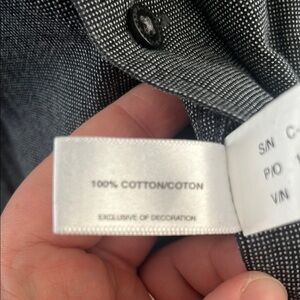 100% COTTON/COTON
EXCLUSIVE OF DECORATION
S/N C
P/O
V/N